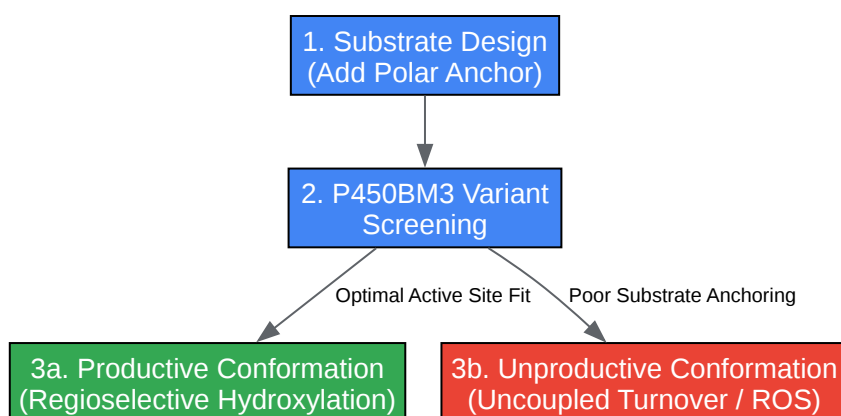 1. Substrate Design
(Add Polar Anchor)
2. P450BM3 Variant
Screening
Optimal Active Site Fit
Poor Substrate Anchoring
3a. Productive Conformation
(Regioselective Hydroxylation)
3b. Unproductive Conformation
(Uncoupled Turnover / ROS)